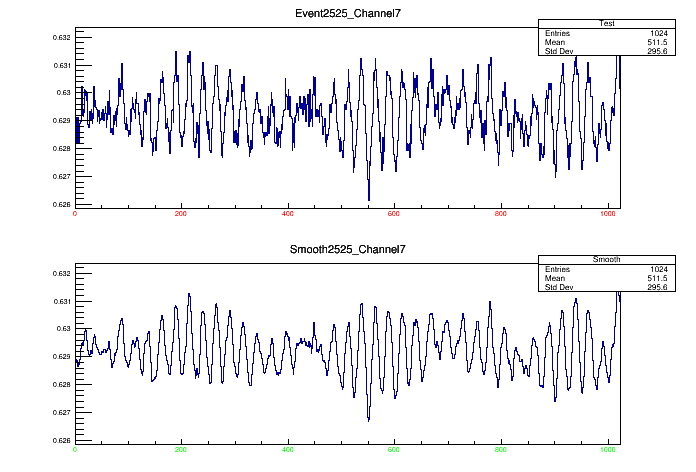 Event2525_Channel7
Test
Entries 1024
Mean 511.5
Std Dev 295.6
0.632
0.631
0.63
0.629
0.628
0.627
0.626
0 200 400 600 800 1000
Smooth2525_Channel7
Smooth
Entries 1024
Mean 511.5
Std Dev 295.6
0.632
0.631
0.63
0.629
0.628
0.627
0.626
0 200 400 600 800 1000